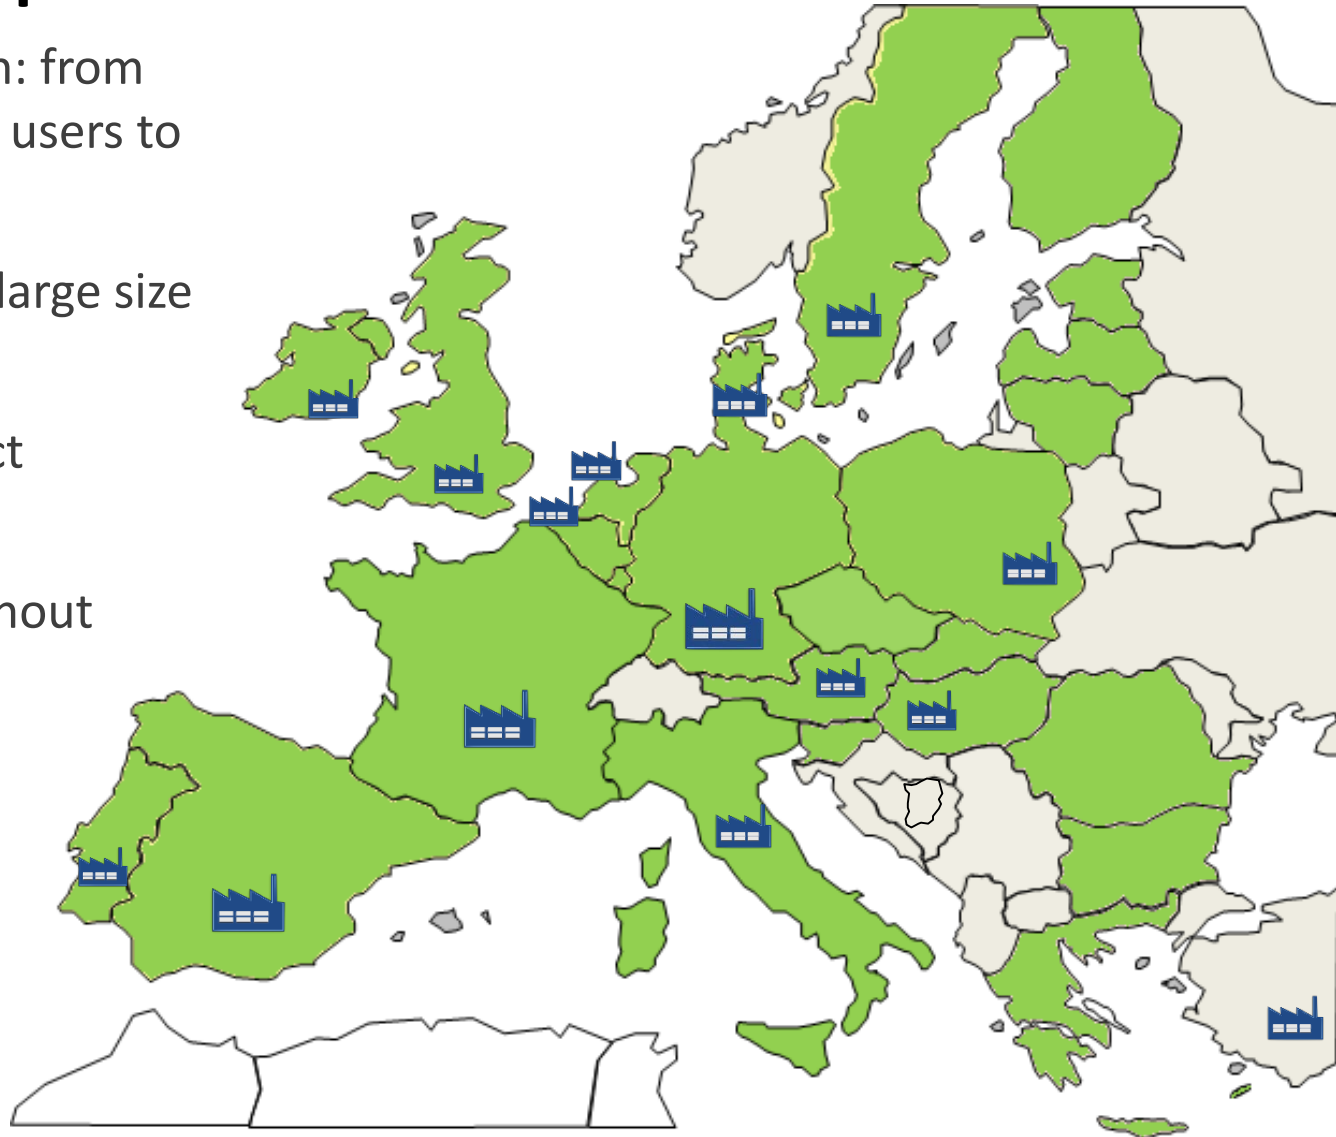 n: from
users to
large size
ct
hout